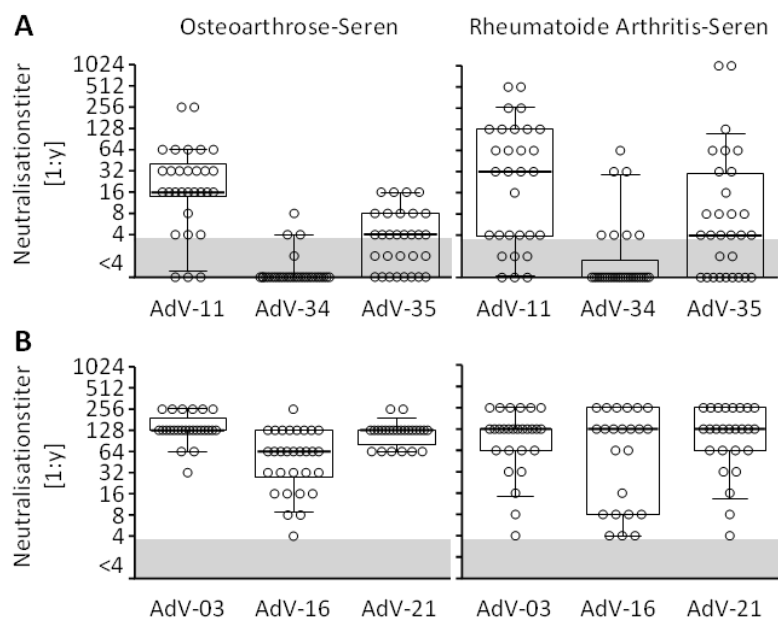 A
Osteoarthrose-Seren Rheumatoide Arthritis-Seren
Neutralisationstiter
[1:y]
1024
512
256
128
64
32
16
8
4
<4
AdV-11 AdV-34 AdV-35 AdV-11 AdV-34 AdV-35
B
Neutralisationstiter
[1:y]
1024
512
256
128
64
32
16
8
4
<4
AdV-03 AdV-16 AdV-21 AdV-03 AdV-16 AdV-21